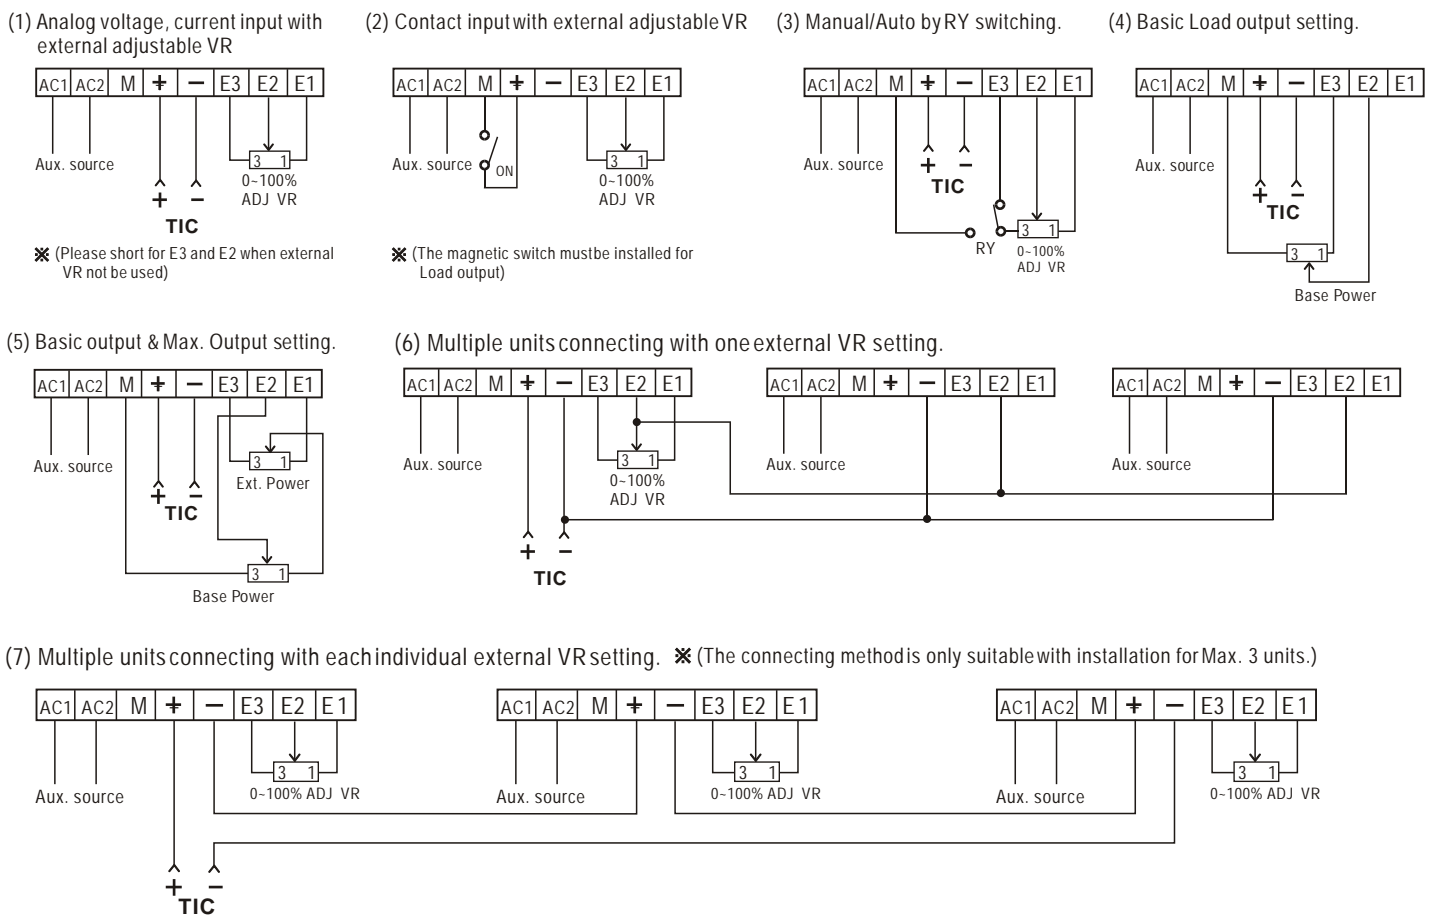 (1) Analog voltage, current input with
external adjustable VR
AC1 AC2 M + − E3 E2 E1
Aux. source
3 1
0~100%
ADJ VR
+ −
TIC
※ (Please short for E3 and E2 when external
VR not be used)
(2) Contact input with external adjustable VR
AC1 AC2 M + − E3 E2 E1
Aux. source
ON
3 1
0~100%
ADJ VR
※ (The magnetic switch mustbe installed for
Load output)
(3) Manual/Auto by RY switching.
AC1 AC2 M + − E3 E2 E1
Aux. source
+ −
TIC
RY
3 1
0~100%
ADJ VR
(4) Basic Load output setting.
AC1 AC2 M + − E3 E2 E1
Aux. source
+ −
TIC
3 1
Base Power
(5) Basic output & Max. Output setting.
AC1 AC2 M + − E3 E2 E1
Aux. source
3 1
Ext. Power
+ −
TIC
3 1
Base Power
(6) Multiple units connecting with one external VR setting.
AC1 AC2 M + − E3 E2 E1
Aux. source
3 1
0~100%
ADJ VR
+ −
TIC
AC1 AC2 M + − E3 E2 E1
Aux. source
AC1 AC2 M + − E3 E2 E1
Aux. source
(7) Multiple units connecting with each individual external VR setting. ※ (The connecting method is only suitable with installation for Max. 3 units.)
AC1 AC2 M + − E3 E2 E1
Aux. source
3 1
0~100% ADJ VR
+ −
TIC
AC1 AC2 M + − E3 E2 E1
Aux. source
3 1
0~100% ADJ VR
AC1 AC2 M + − E3 E2 E1
Aux. source
3 1
0~100% ADJ VR